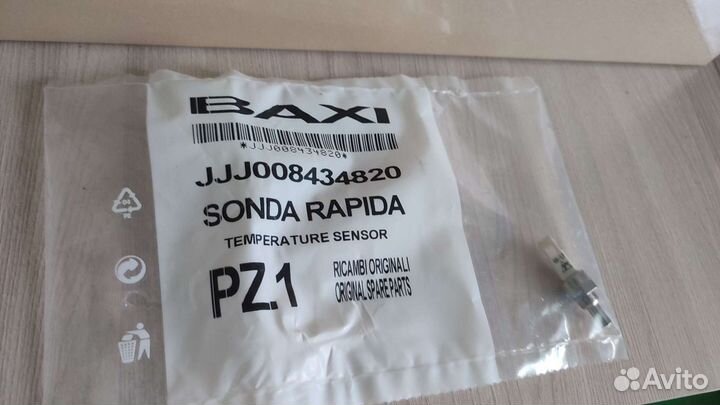 BAXI
*JJJ008434820*
JJJ008434820
SONDA RAPIDA
TEMPERATURE SENSOR
PZ.1
RICAMBI ORIGINALI
ORIGINAL SPARE PARTS
Avito